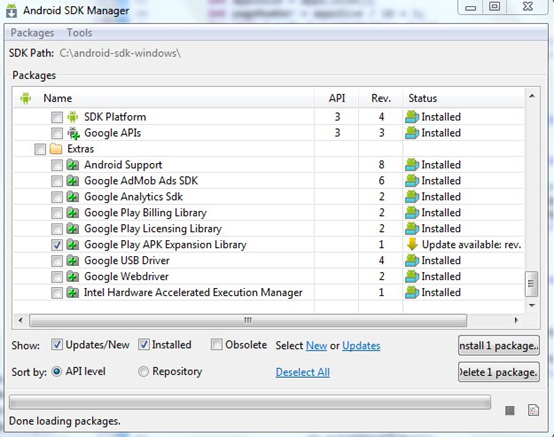 Android SDK Manager
Packages Tools
SDK Path: C:\android-sdk-windows\
Packages
Name API Rev. Status
SDK Platform 3 4 Installed
Google APIs 3 3 Installed
Extras
Android Support 8 Installed
Google AdMob Ads SDK 6 Installed
Google Analytics Sdk 2 Installed
Google Play Billing Library 2 Installed
Google Play Licensing Library 2 Installed
Google Play APK Expansion Library 1 Update available: rev.
Google USB Driver 4 Installed
Google Webdriver 2 Installed
Intel Hardware Accelerated Execution Manager 1 Installed
Show: Updates/New Installed Obsolete Select New or Updates nstall 1 package..
Sort by: API level Repository Deselect All Delete 1 package.
Done loading packages.